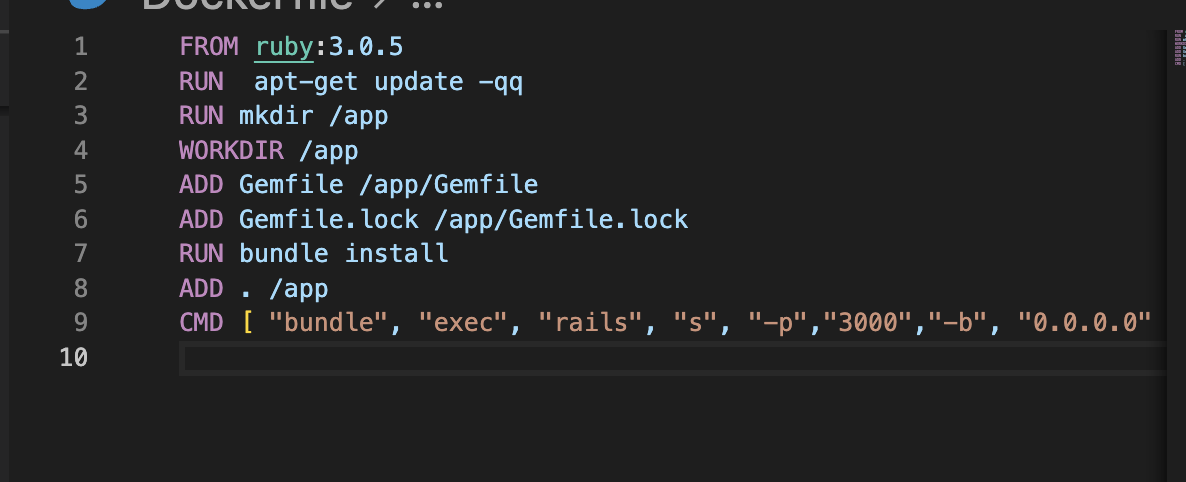 Dockerfile > ...
1 FROM ruby:3.0.5
2 RUN  apt-get update -qq
3 RUN mkdir /app
4 WORKDIR /app
5 ADD Gemfile /app/Gemfile
6 ADD Gemfile.lock /app/Gemfile.lock
7 RUN bundle install
8 ADD . /app
9 CMD [ "bundle", "exec", "rails", "s", "-p","3000","-b", "0.0.0.0"
10